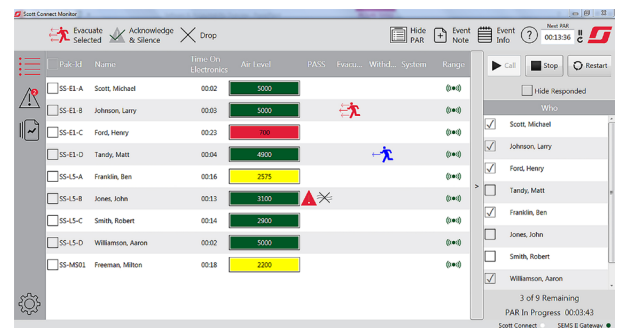 Scott Connect Monitor
Evacuate Selected
Acknowledge & Silence
Drop
Hide PAR
Event Note
Event Info
Next PAR
00:13:36
Pak-Id Name Time On Electronics Air Level PASS Evacu... Withd... System Range
SS-E1-A Scott, Michael 00:02 5000
SS-E1-B Johnson, Larry 00:03 5000
SS-E1-C Ford, Henry 00:23 700
SS-E1-D Tandy, Matt 00:04 4900
SS-L5-A Franklin, Ben 00:16 2575
SS-L5-B Jones, John 00:13 3100
SS-L5-C Smith, Robert 00:14 2900
SS-L5-D Williamson, Aaron 00:02 5000
SS-MS01 Freeman, Milton 00:18 2200
Call Stop Restart
Hide Responded
Who
Scott, Michael
Johnson, Larry
Ford, Henry
Tandy, Matt
Franklin, Ben
Jones, John
Smith, Robert
Williamson, Aaron
3 of 9 Remaining
PAR In Progress 00:03:43
Scott Connect SEMS II Gateway